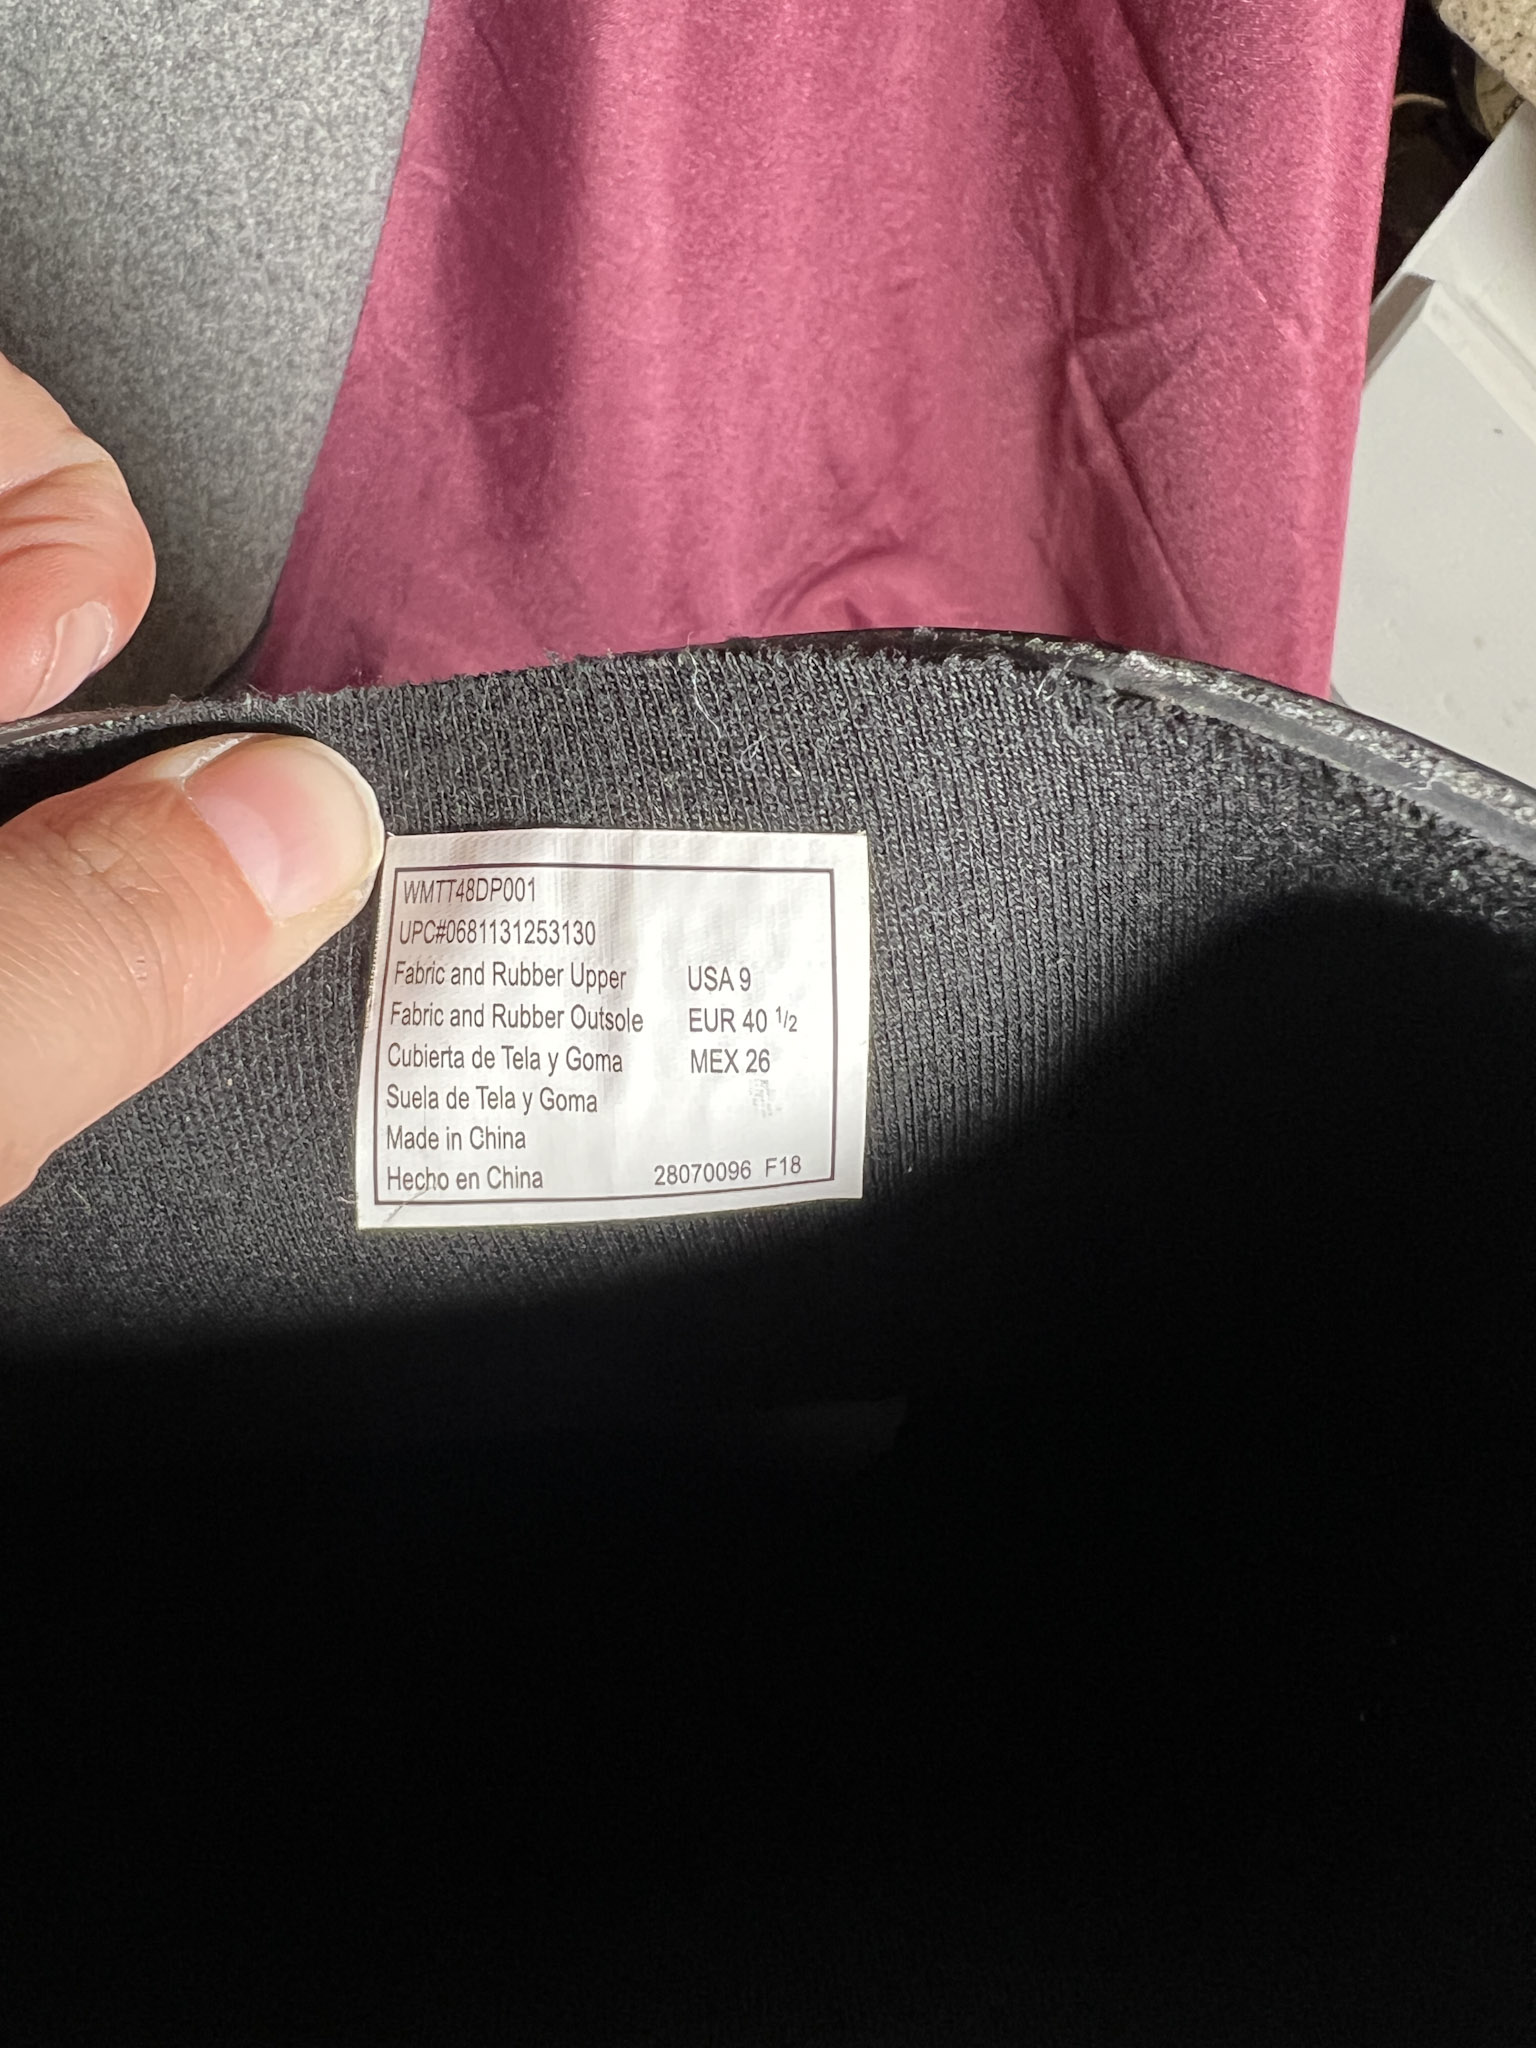 WMTT48DP001
UPC#0681131253130
Fabric and Rubber Upper USA 9
Fabric and Rubber Outsole EUR 40 1/2
Cubierta de Tela y Goma MEX 26
Suela de Tela y Goma
Made in China
Hecho en China 28070096 F18